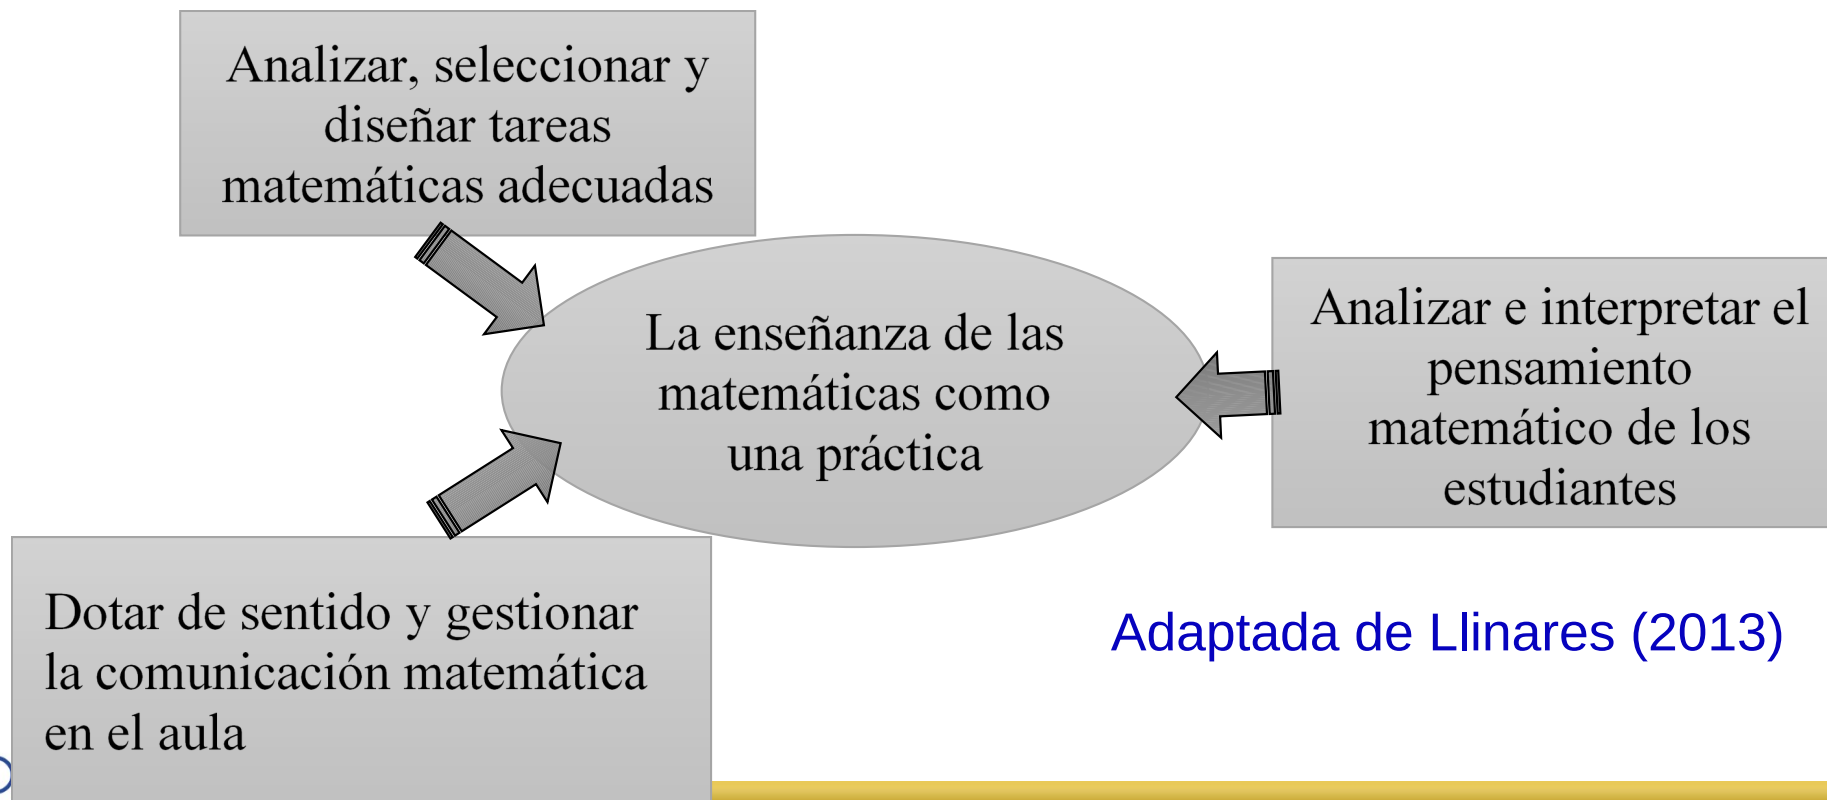 Analizar, seleccionar y
diseñar tareas
matemáticas adecuadas
La enseñanza de las
matemáticas como
una práctica
Analizar e interpretar el
pensamiento
matemático de los
estudiantes
Dotar de sentido y gestionar
la comunicación matemática
en el aula
Adaptada de Llinares (2013)